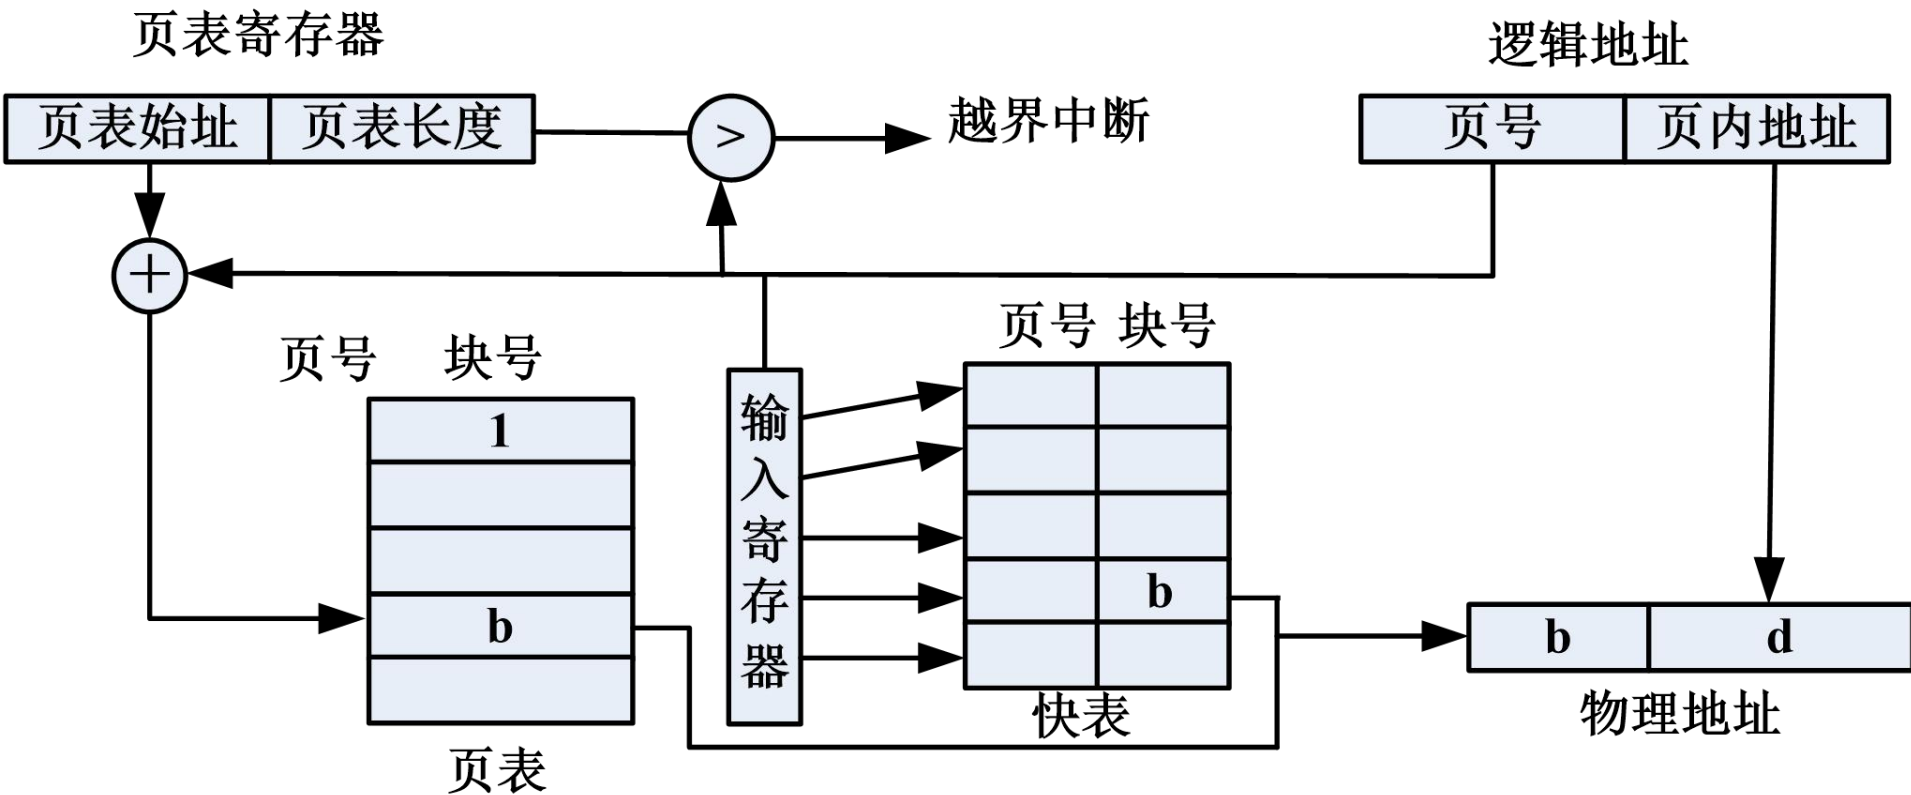 页表寄存器
逻辑地址
页表始址 页表长度
>
越界中断
页号 页内地址
+
页号 块号
页号 块号
1
b
页表
输入寄存器
b
快表
b d
物理地址